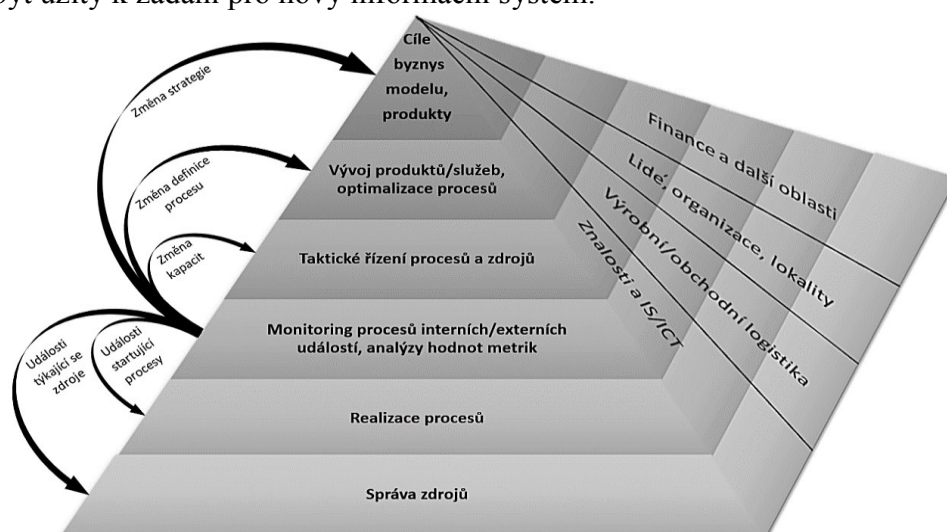 být užity k zadání pro nový informační systém.
Cíle
byznys
modelu,
produkty
Vývoj produktů/služeb,
optimalizace procesů
Taktické řízení procesů a zdrojů
Monitoring procesů interních/externích
událostí, analýzy hodnot metrik
Realizace procesů
Správa zdrojů
Změna strategie
Změna definice
procesu
Změna
kapacit
Události
týkající se
zdroje
Události
startující
procesy
Finance a další oblasti
Lidé, organizace, lokality
Výrobní/obchodní logistika
Znalosti a IS/ICT